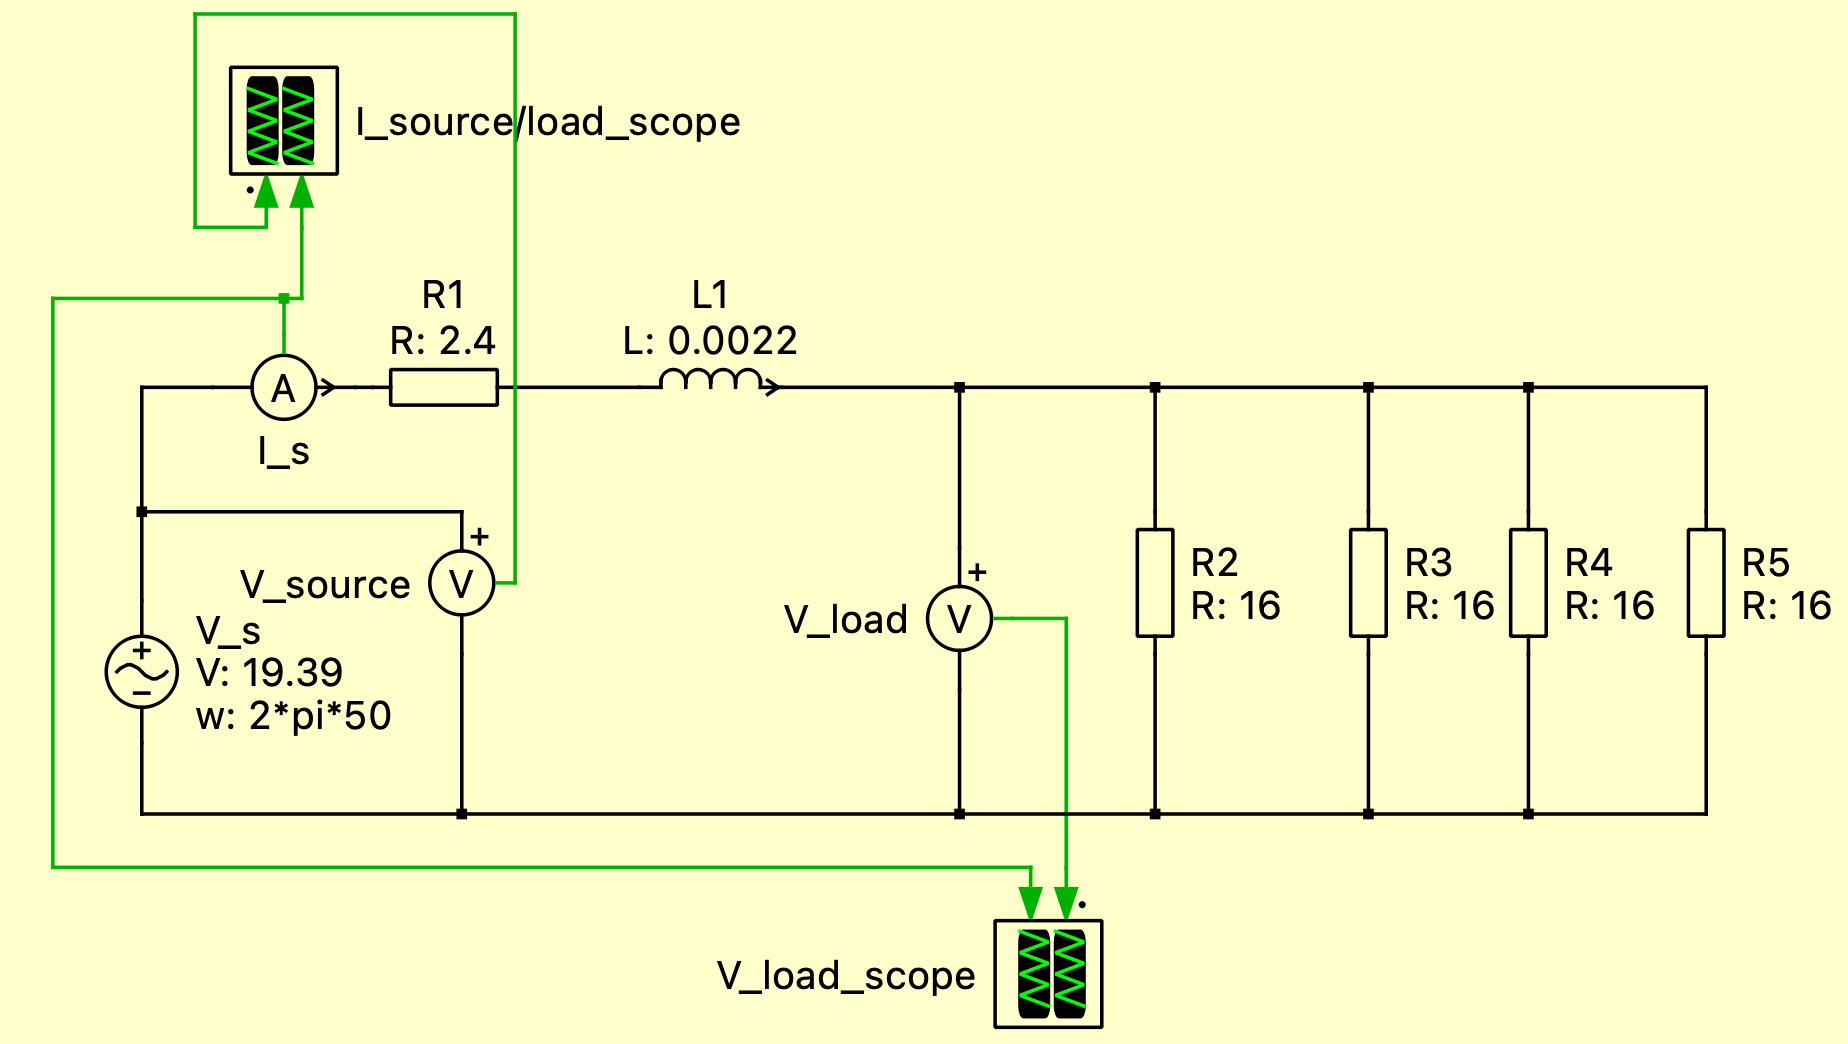 I_source/load_scope
R1
R: 2.4
L1
L: 0.0022
A
I_s
+
V_source
V
V_s
V: 19.39
w: 2*pi*50
+
−
+
V_load
V
R2
R: 16
R3
R: 16
R4
R: 16
R5
R: 16
V_load_scope